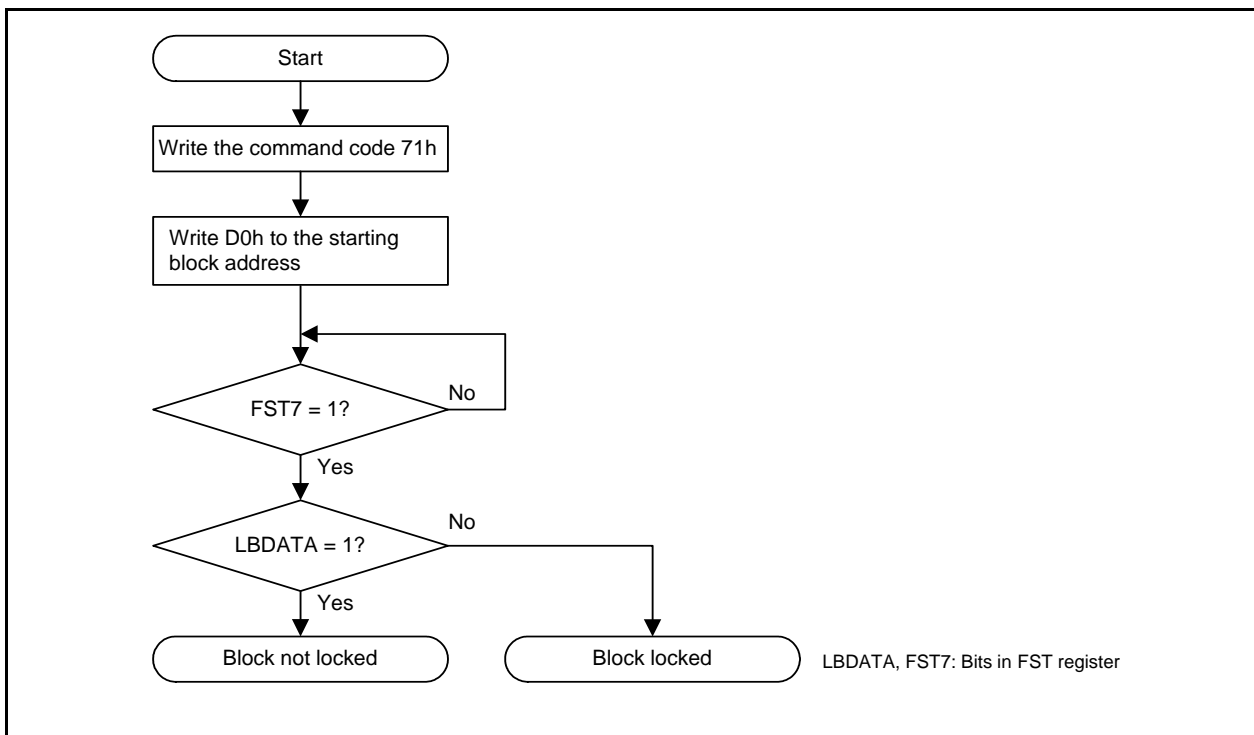 Start
Write the command code 71h
Write D0h to the starting
block address
FST7 = 1?
No
Yes
LBDATA = 1?
No
Yes
Block not locked
Block locked
LBDATA, FST7: Bits in FST register